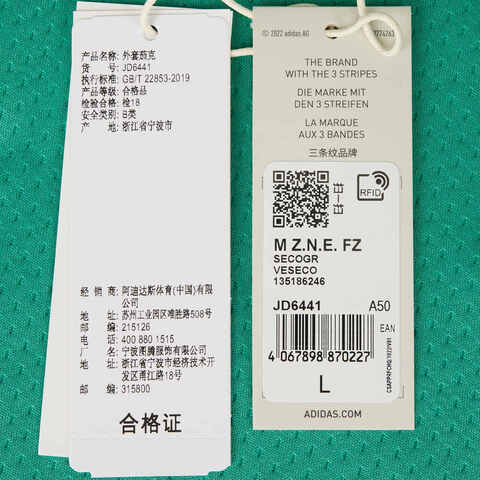 产品名称: 外套茄克
货 号: JD6441
执行标准: GB/T 22853-2019
产品等级: 合格品
检验合格: 检18
安全类别: B类
产 地: 浙江省宁波市
经 销 商: 阿迪达斯体育(中国)有限公司
地 址: 苏州工业园区唯胜路508号
邮 编: 215126
电 话: 400 880 1515
厂 名: 宁波图腾服饰有限公司
地 址: 浙江省宁波市经济技术开发区甬江路18号
邮 编: 315800
合格证
© 2022 adidas AG
THE BRAND
WITH THE 3 STRIPES
DIE MARKE MIT
DEN 3 STREIFEN
LA MARQUE
AUX 3 BANDES
三条纹品牌
RFID
M Z.N.E. FZ
SECOGR
VESECO
135186246
JD6441 A50
EAN
4 067898 870227
L
ADIDAS.COM